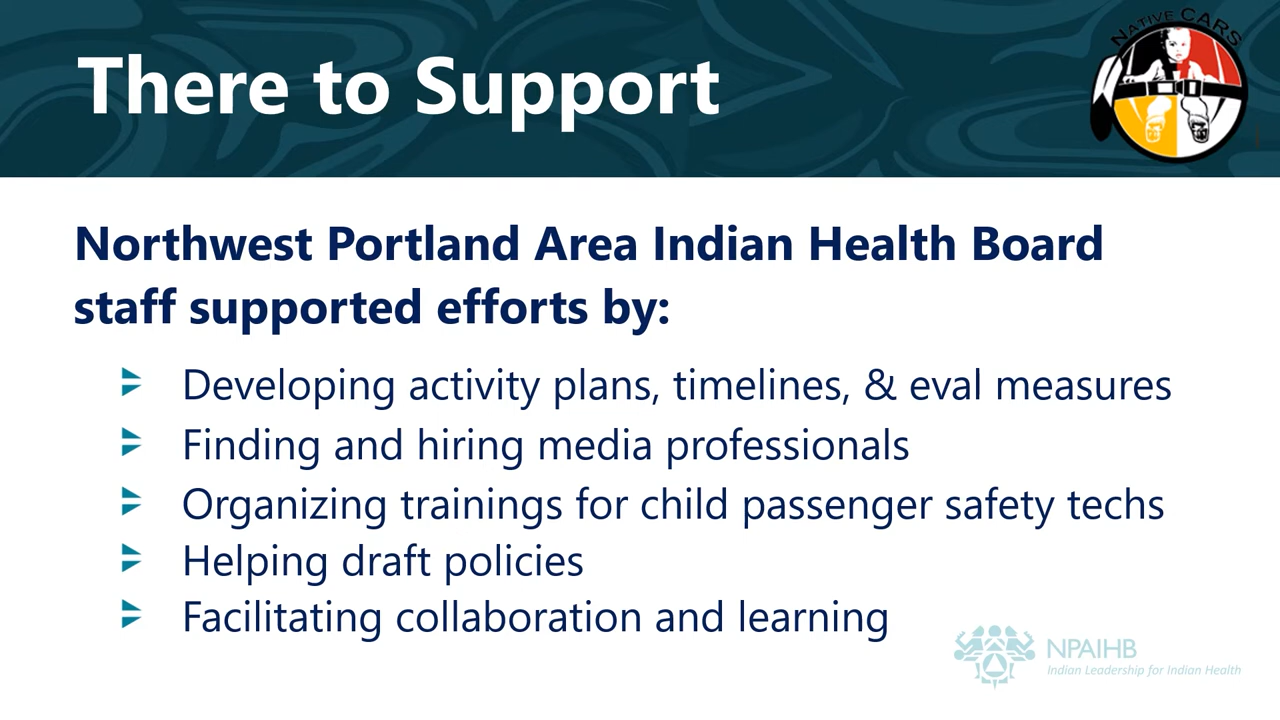 There to Support
NATIVE CARS
Northwest Portland Area Indian Health Board
staff supported efforts by:
Developing activity plans, timelines, & eval measures
Finding and hiring media professionals
Organizing trainings for child passenger safety techs
Helping draft policies
Facilitating collaboration and learning
NPAIHB
Indian Leadership for Indian Health